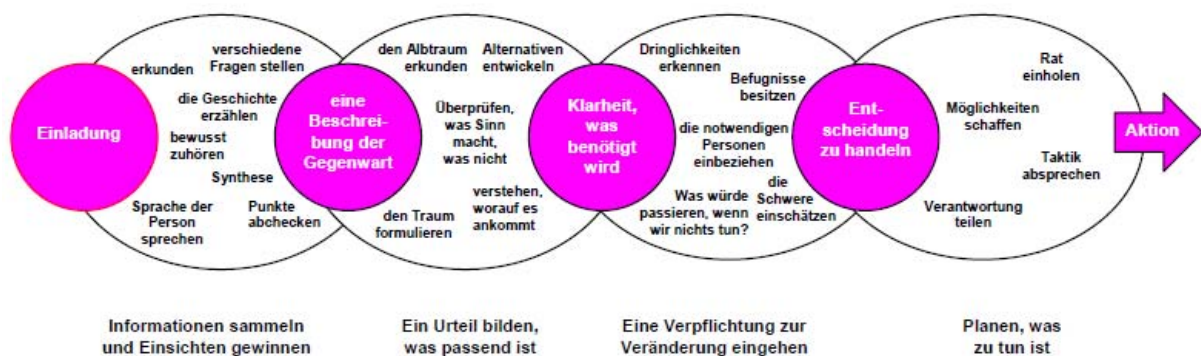 Einladung
erkunden
verschiedene
Fragen stellen
die Geschichte
erzählen
bewusst
zuhören
Synthese
Sprache der
Person
sprechen
Punkte
abchecken
eine
Beschrei-
bung der
Gegenwart
den Albtraum
erkunden
Alternativen
entwickeln
Überprüfen,
was Sinn
macht,
was nicht
verstehen,
worauf es
ankommt
den Traum
formulieren
Klarheit,
was
benötigt
wird
Dringlichkeiten
erkennen
Befugnisse
besitzen
die notwendigen
Personen
einbeziehen
Was würde
passieren, wenn
wir nichts tun?
die
Schwere
einschätzen
Ent-
scheidung
zu handeln
Rat
einholen
Möglichkeiten
schaffen
Taktik
absprechen
Verantwortung
teilen
Aktion
Informationen sammeln
und Einsichten gewinnen
Ein Urteil bilden,
was passend ist
Eine Verpflichtung zur
Veränderung eingehen
Planen, was
zu tun ist